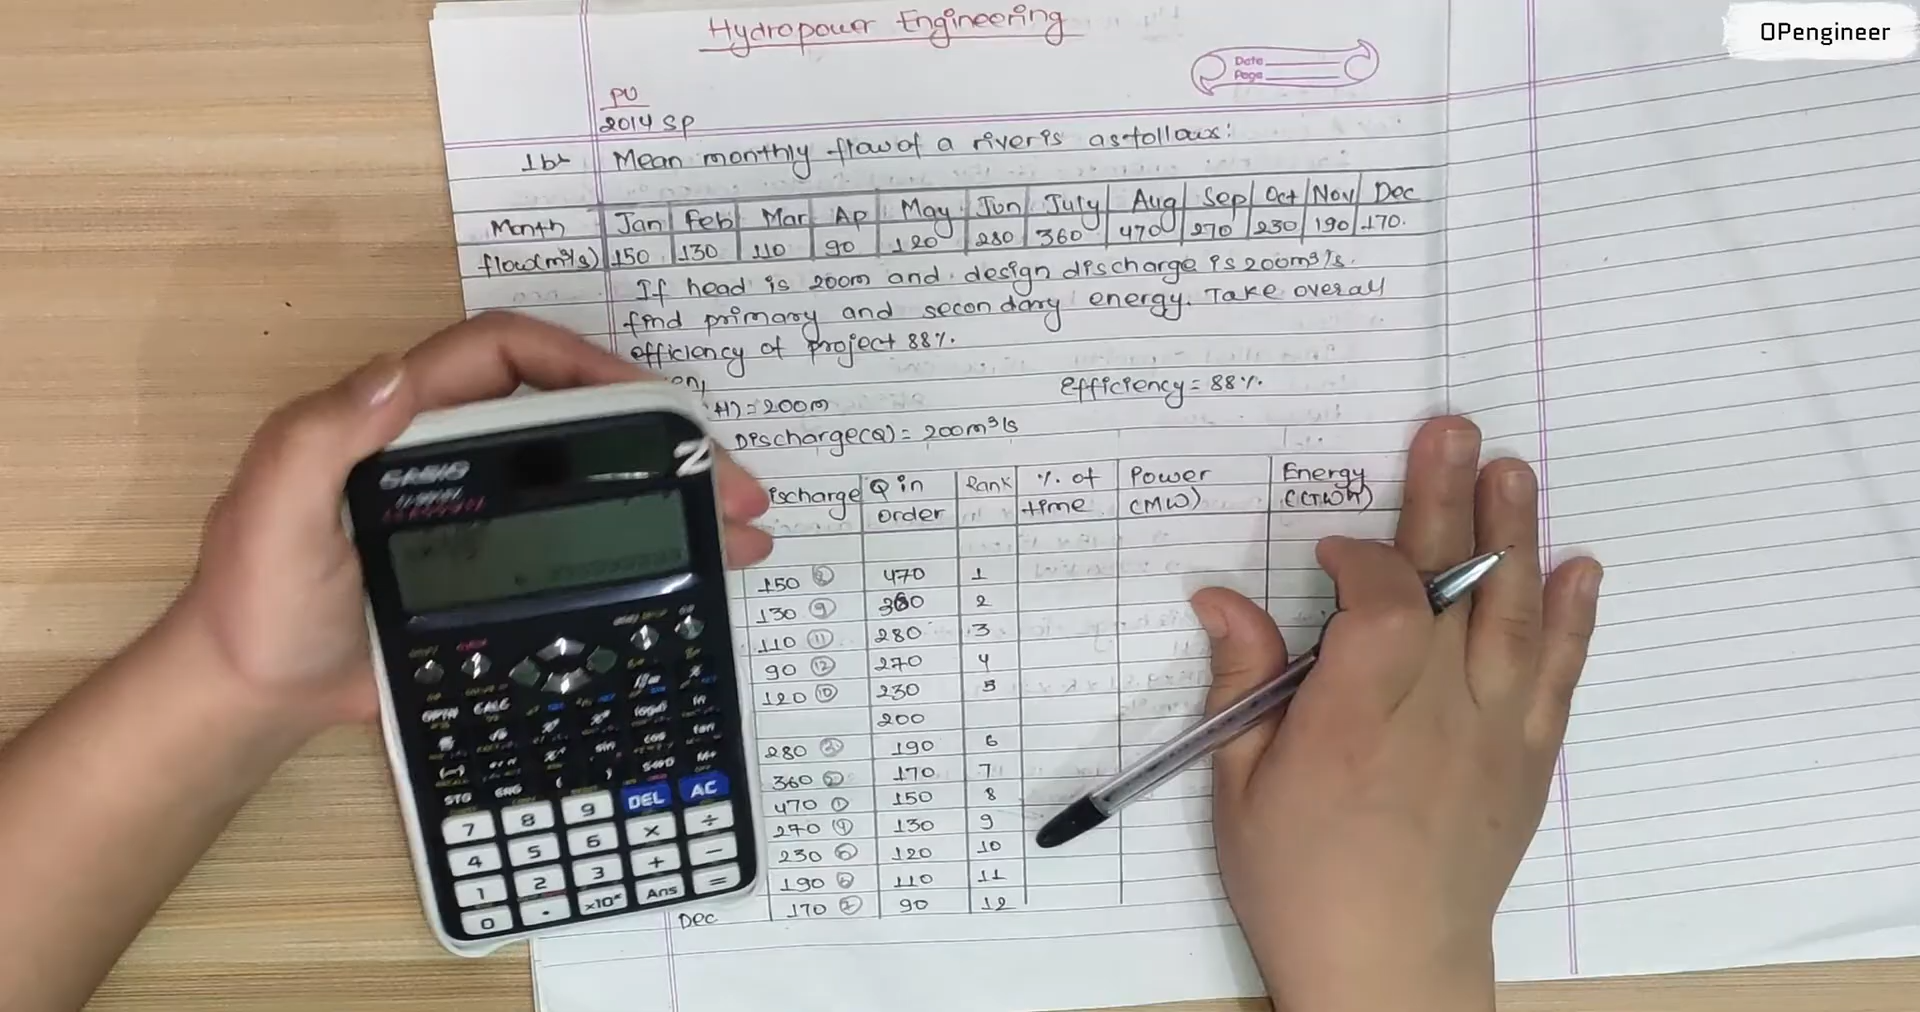 OPengineer
Hydropower Engineering
Date
Page
PU
2014 SP
1b> Mean monthly flow of a river is as follows:
Month Jan Feb Mar Ap May Jun July Aug Sep Oct Nov Dec
flow(m³/s) 150 130 110 90 120 280 360 470 270 230 190 170.
If head is 200m and design discharge is 200m³/s.
find primary and secondary energy. Take overall
efficiency of project 88%.
Efficiency = 88%.
H) = 200m
Discharge(Q) = 200m³/s
ischarge Q in Rank % of Power Energy
order time (MW) (GWh)
150 ⑧ 470 1
130 ⑨ 360 2
110 ⑪ 280 3
90 ⑫ 270 4
120 ⑩ 230 5
200
280 190 6
360 170 7
470 ① 150 8
270 ④ 130 9
230 120 10
190 110 11
Dec 170 90 12
CASIO
OPTN CALC
sin cos tan
STO ENG ( ) S⇔D M+
7 8 9 DEL AC
4 5 6 × ÷
1 2 3 + −
0 . ×10ˣ Ans =